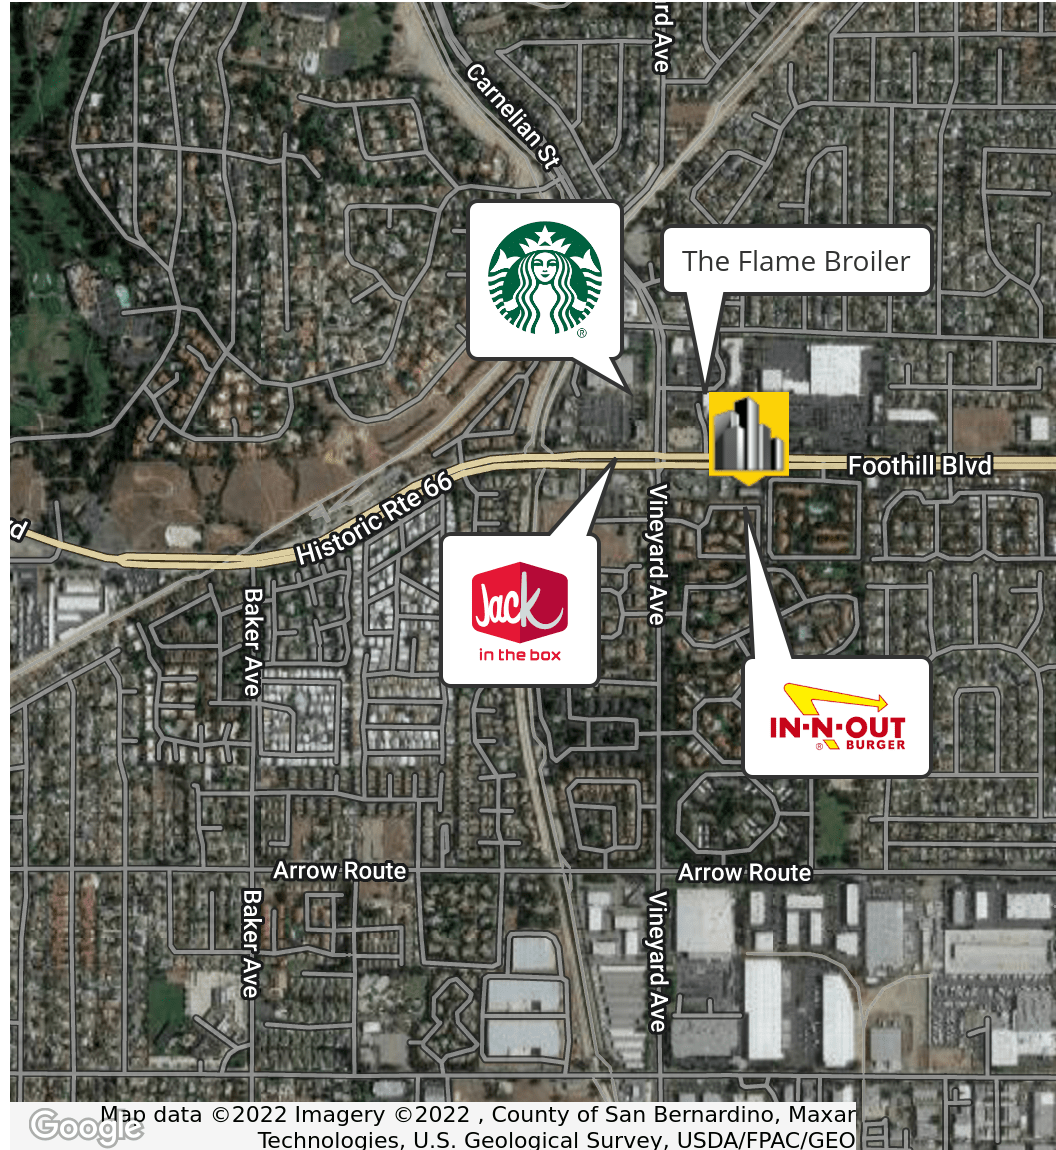 rd Ave
Carnelian St
The Flame Broiler
®
Foothill Blvd
Historic Rte 66
Vineyard Ave
Baker Ave
Jack
in the box
IN-N-OUT
® BURGER
Arrow Route
Arrow Route
Baker Ave
Vineyard Ave
Google
Map data ©2022 Imagery ©2022 , County of San Bernardino, Maxar
Technologies, U.S. Geological Survey, USDA/FPAC/GEO